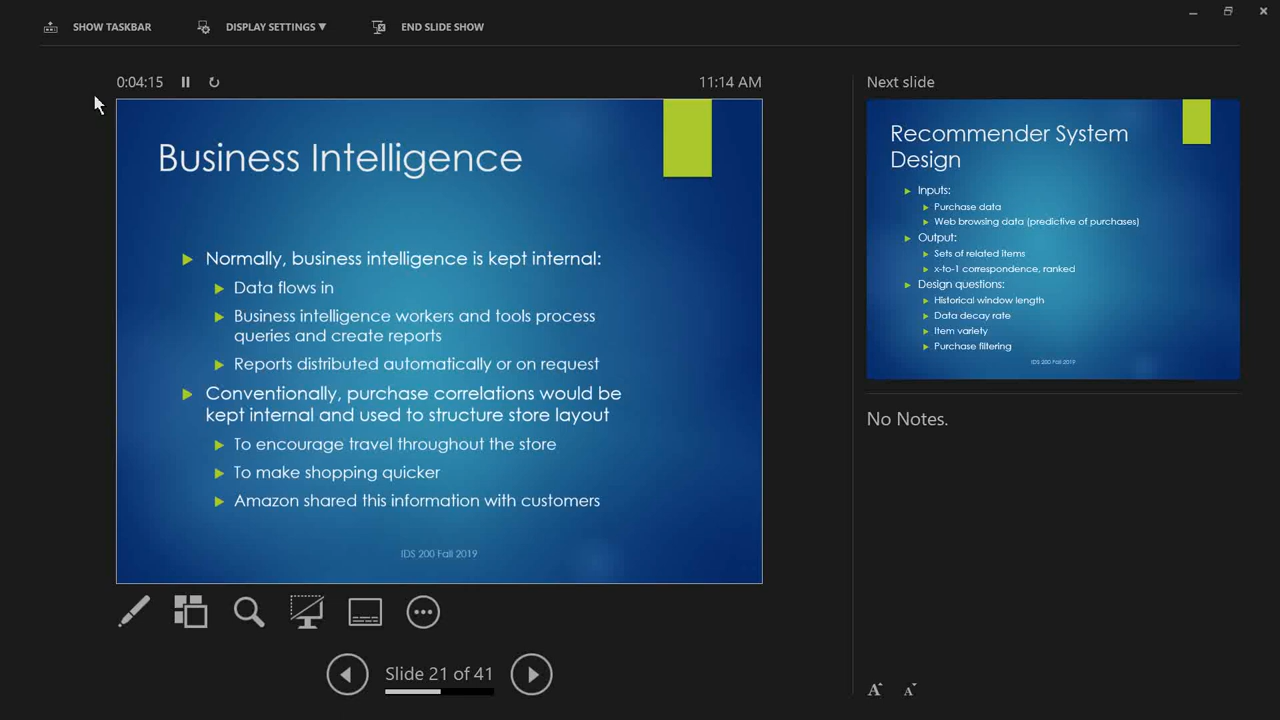 SHOW TASKBAR
DISPLAY SETTINGS ▼
END SLIDE SHOW
0:04:15
11:14 AM
Business Intelligence
Normally, business intelligence is kept internal:
Data flows in
Business intelligence workers and tools process
queries and create reports
Reports distributed automatically or on request
Conventionally, purchase correlations would be
kept internal and used to structure store layout
To encourage travel throughout the store
To make shopping quicker
Amazon shared this information with customers
IDS 200 Fall 2019
Slide 21 of 41
Next slide
Recommender System
Design
Inputs:
Purchase data
Web browsing data (predictive of purchases)
Output:
Sets of related items
x-to-1 correspondence, ranked
Design questions:
Historical window length
Data decay rate
Item variety
Purchase filtering
IDS 200 Fall 2019
No Notes.
A A